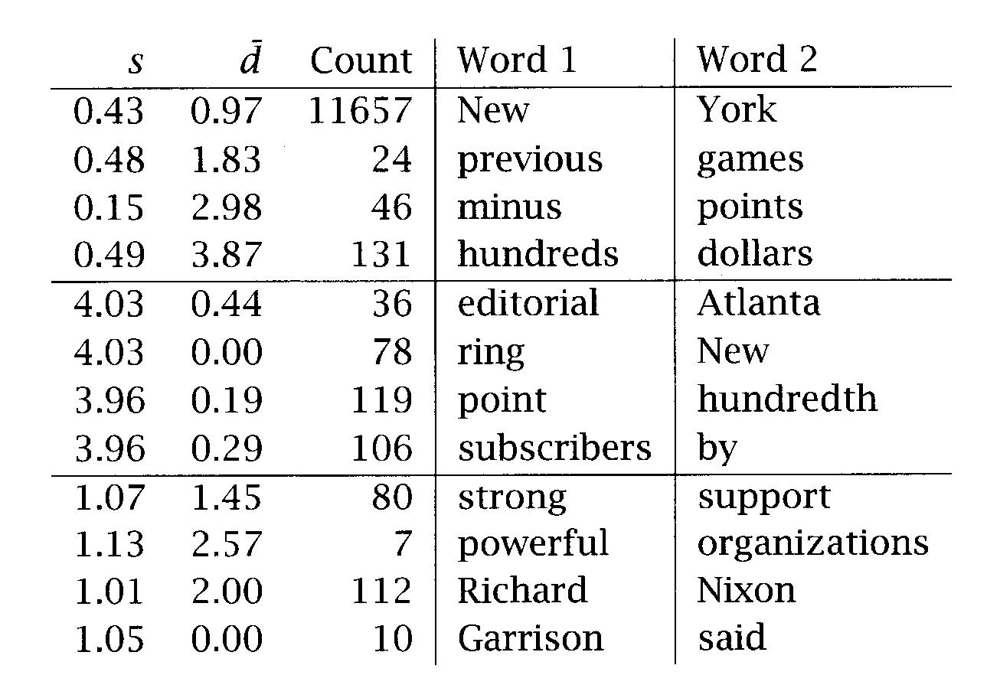 s d̄ Count Word 1 Word 2
0.43 0.97 11657 New York
0.48 1.83 24 previous games
0.15 2.98 46 minus points
0.49 3.87 131 hundreds dollars
4.03 0.44 36 editorial Atlanta
4.03 0.00 78 ring New
3.96 0.19 119 point hundredth
3.96 0.29 106 subscribers by
1.07 1.45 80 strong support
1.13 2.57 7 powerful organizations
1.01 2.00 112 Richard Nixon
1.05 0.00 10 Garrison said